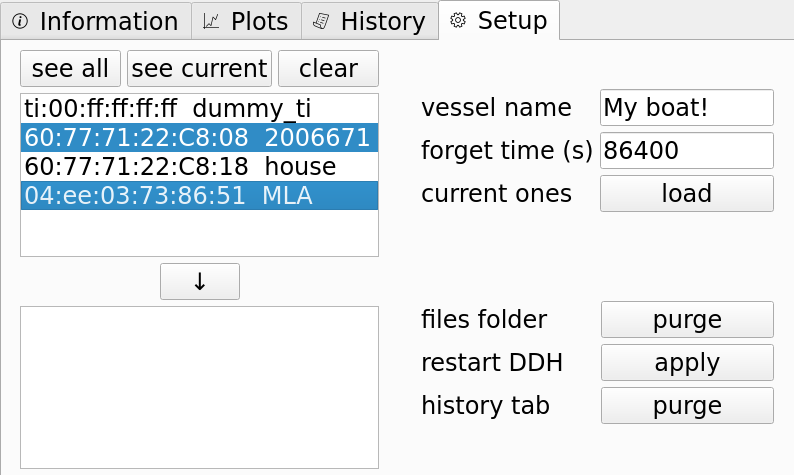 Information Plots History Setup
see all see current clear
ti:00:ff:ff:ff:ff dummy_ti
60:77:71:22:C8:08 2006671
60:77:71:22:C8:18 house
04:ee:03:73:86:51 MLA
↓
vessel name My boat!
forget time (s) 86400
current ones load
files folder purge
restart DDH apply
history tab purge